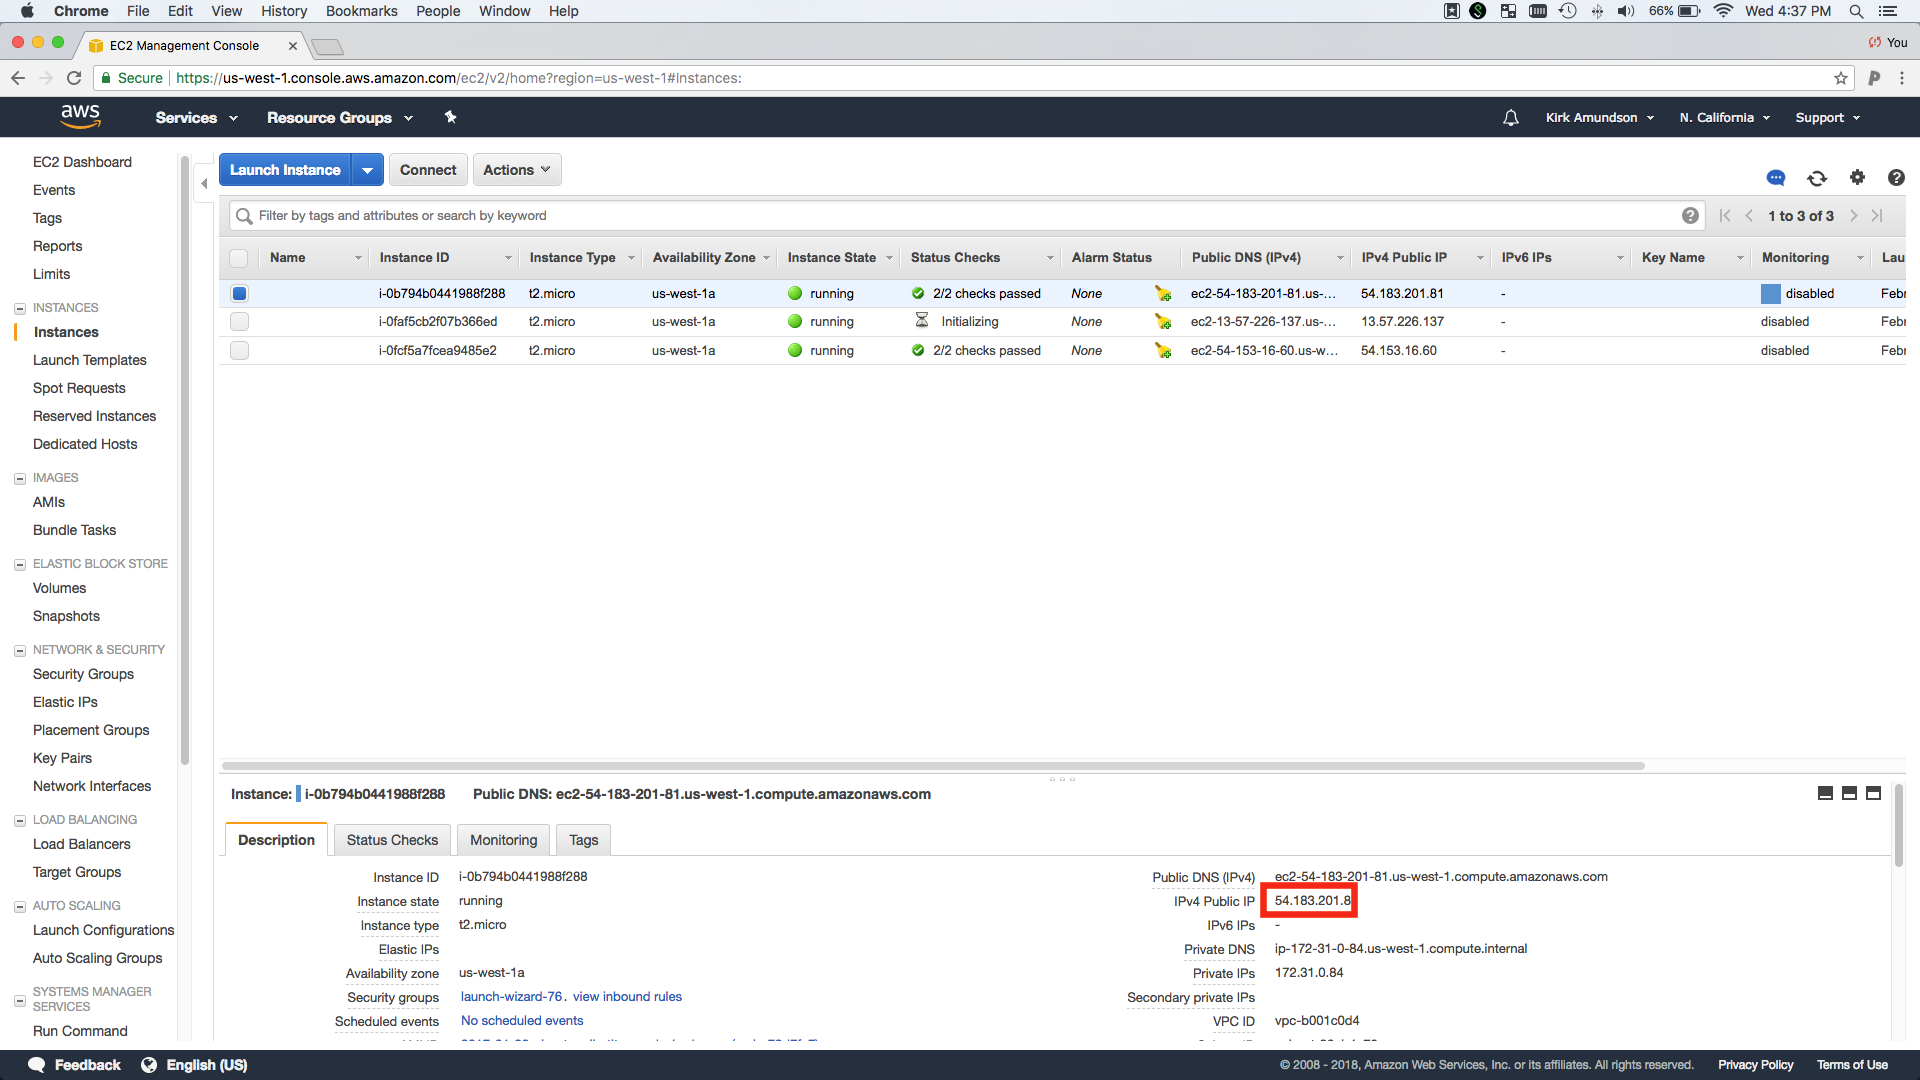 Chrome File Edit View History Bookmarks People Window Help 66% Wed 4:37 PM
EC2 Management Console You
Secure https://us-west-1.console.aws.amazon.com/ec2/v2/home?region=us-west-1#Instances:
aws Services Resource Groups Kirk Amundson N. California Support
EC2 Dashboard
Events
Tags
Reports
Limits
INSTANCES
Instances
Launch Templates
Spot Requests
Reserved Instances
Dedicated Hosts
IMAGES
AMIs
Bundle Tasks
ELASTIC BLOCK STORE
Volumes
Snapshots
NETWORK & SECURITY
Security Groups
Elastic IPs
Placement Groups
Key Pairs
Network Interfaces
LOAD BALANCING
Load Balancers
Target Groups
AUTO SCALING
Launch Configurations
Auto Scaling Groups
SYSTEMS MANAGER
SERVICES
Run Command
Launch Instance Connect Actions
Filter by tags and attributes or search by keyword 1 to 3 of 3
Name Instance ID Instance Type Availability Zone Instance State Status Checks Alarm Status Public DNS (IPv4) IPv4 Public IP IPv6 IPs Key Name Monitoring Lau
i-0b794b0441988f288 t2.micro us-west-1a running 2/2 checks passed None ec2-54-183-201-81.us-... 54.183.201.81 - disabled Febr
i-0faf5cb2f07b366ed t2.micro us-west-1a running Initializing None ec2-13-57-226-137.us-... 13.57.226.137 - disabled Febr
i-0fcf5a7fcea9485e2 t2.micro us-west-1a running 2/2 checks passed None ec2-54-153-16-60.us-w... 54.153.16.60 - disabled Febr
Instance: i-0b794b0441988f288 Public DNS: ec2-54-183-201-81.us-west-1.compute.amazonaws.com
Description Status Checks Monitoring Tags
Instance ID i-0b794b0441988f288
Instance state running
Instance type t2.micro
Elastic IPs
Availability zone us-west-1a
Security groups launch-wizard-76. view inbound rules
Scheduled events No scheduled events
Public DNS (IPv4) ec2-54-183-201-81.us-west-1.compute.amazonaws.com
IPv4 Public IP 54.183.201.8
IPv6 IPs -
Private DNS ip-172-31-0-84.us-west-1.compute.internal
Private IPs 172.31.0.84
Secondary private IPs
VPC ID vpc-b001c0d4
Feedback English (US) © 2008 - 2018, Amazon Web Services, Inc. or its affiliates. All rights reserved. Privacy Policy Terms of Use